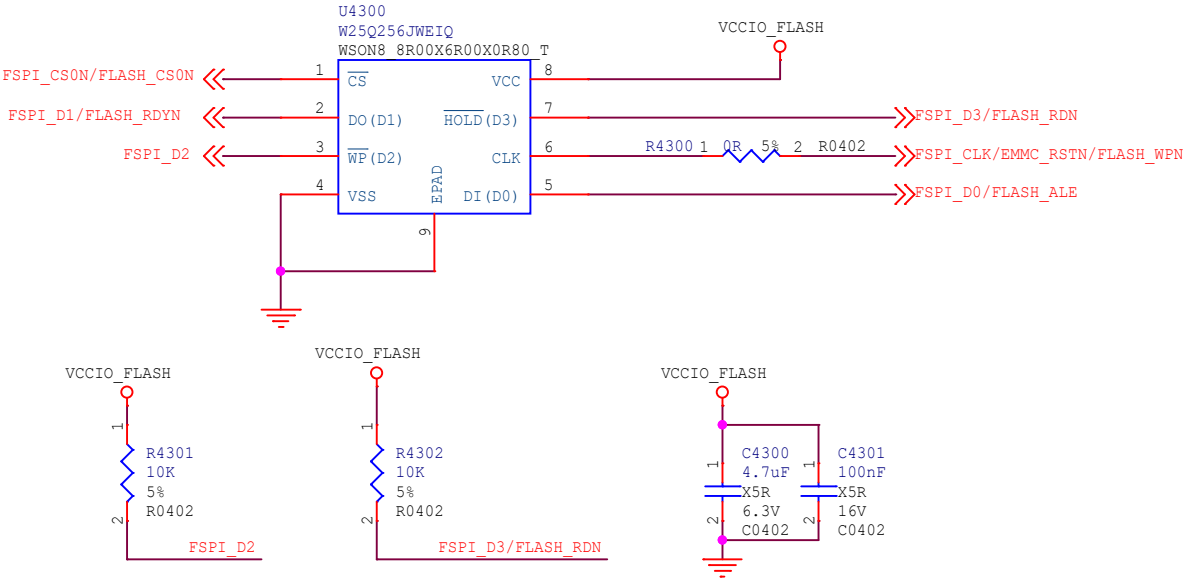 U4300
W25Q256JWEIQ
WSON8_8R00X6R00X0R80_T
VCCIO_FLASH
FSPI_CS0N/FLASH_CS0N
1
CS
VCC
8
FSPI_D1/FLASH_RDYN
2
DO(D1)
HOLD(D3)
7
FSPI_D3/FLASH_RDN
FSPI_D2
3
WP(D2)
CLK
6
R4300 1 0R 5% 2 R0402
FSPI_CLK/EMMC_RSTN/FLASH_WPN
4
VSS
EPAD
DI(D0)
5
FSPI_D0/FLASH_ALE
9
VCCIO_FLASH
1
R4301
10K
5%
R0402
2
FSPI_D2
VCCIO_FLASH
1
R4302
10K
5%
R0402
2
FSPI_D3/FLASH_RDN
VCCIO_FLASH
1
C4300
4.7uF
X5R
6.3V
C0402
2
1
C4301
100nF
X5R
16V
C0402
2